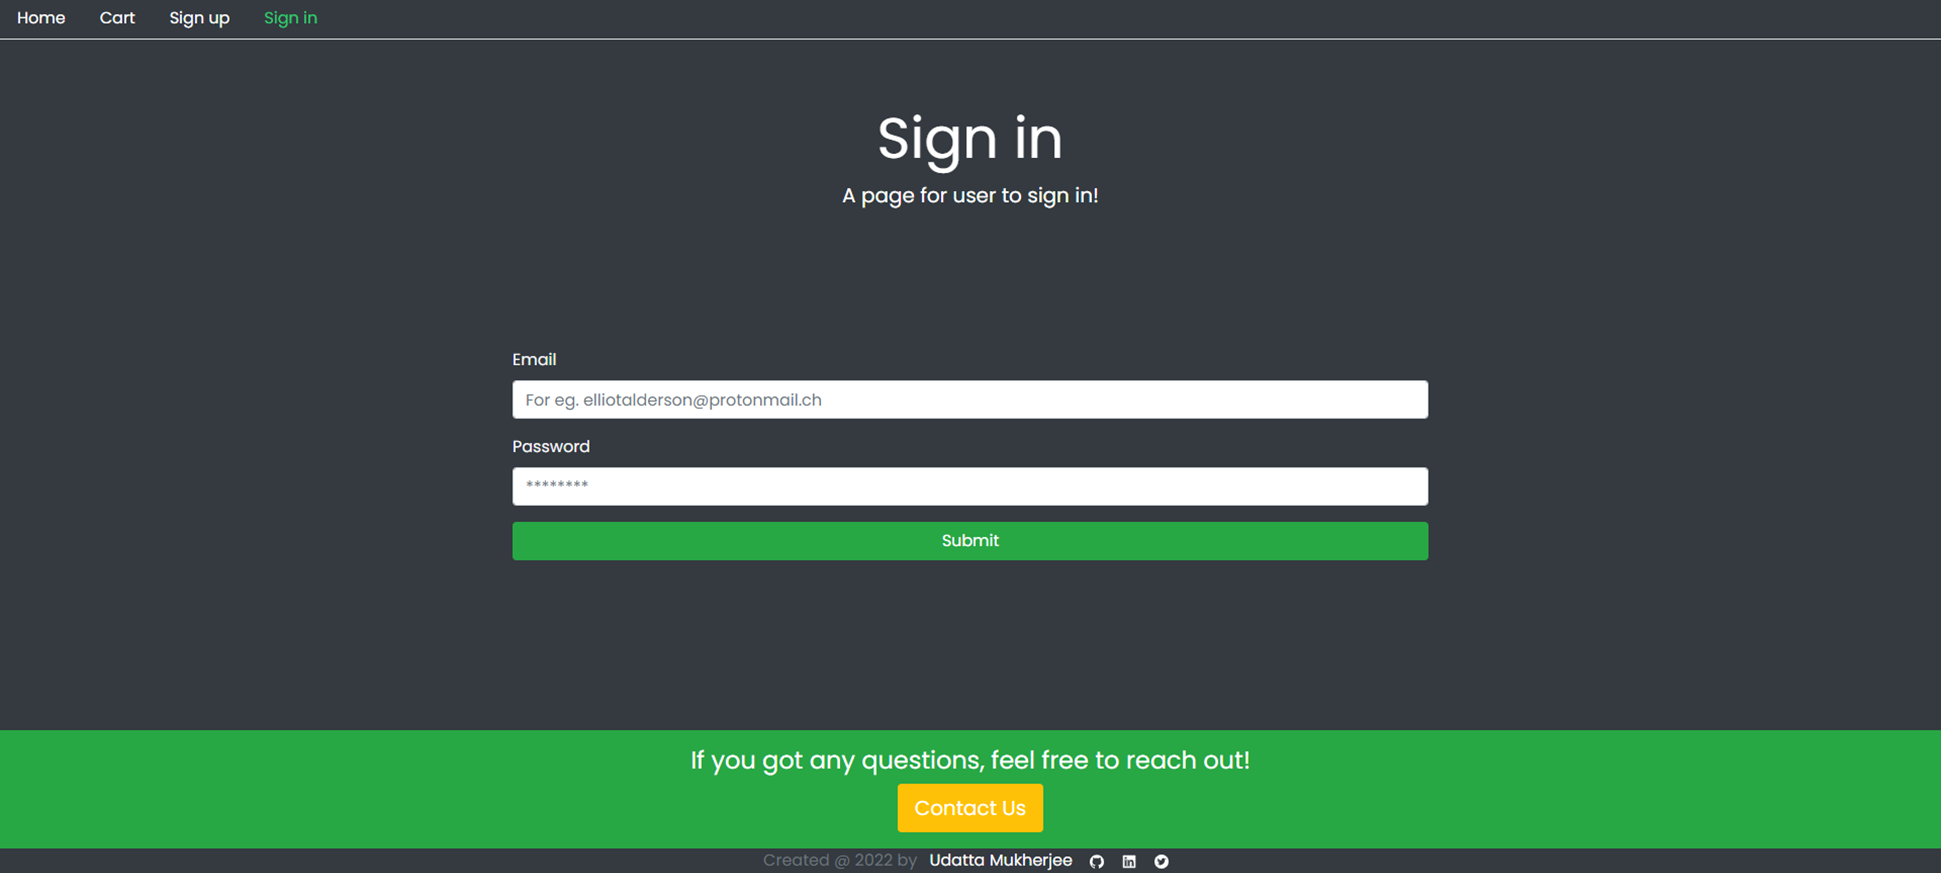 Home Cart Sign up Sign in
Sign in
A page for user to sign in!
Email
For eg. elliotalderson@protonmail.ch
Password
********
Submit
If you got any questions, feel free to reach out!
Contact Us
Created @ 2022 by Udatta Mukherjee